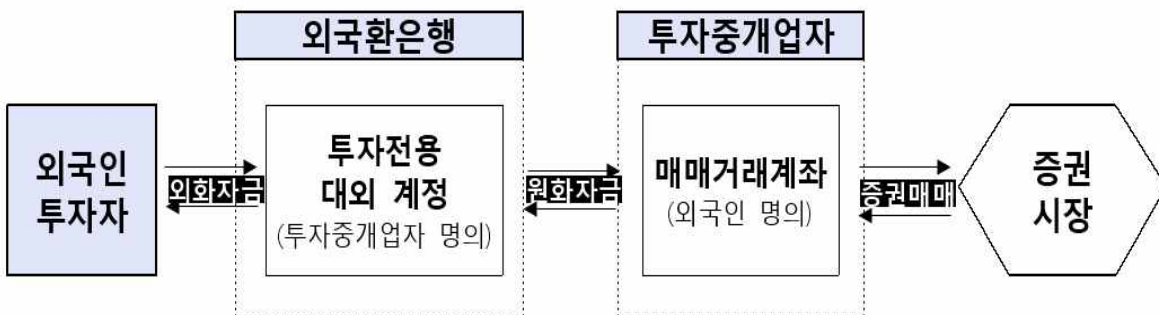 외국환은행
투자중개업자
외국인
투자자
외화자금
투자전용
대외 계정
(투자중개업자 명의)
원화자금
매매거래계좌
(외국인 명의)
증권매매
증권
시장